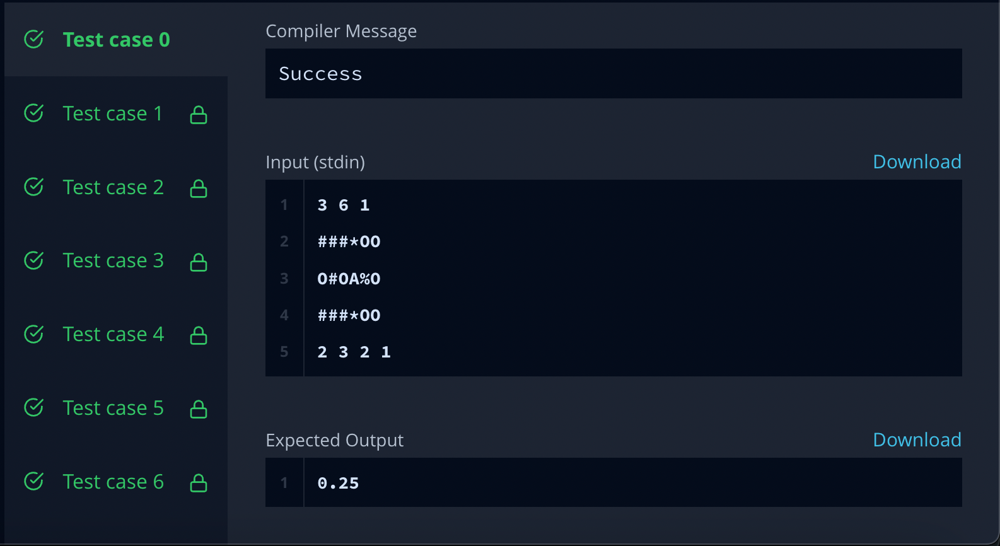 Test case 0
Test case 1
Test case 2
Test case 3
Test case 4
Test case 5
Test case 6
Compiler Message
Success
Input (stdin)
Download
1 3 6 1
2 ###*OO
3 O#OA%O
4 ###*OO
5 2 3 2 1
Expected Output
Download
1 0.25